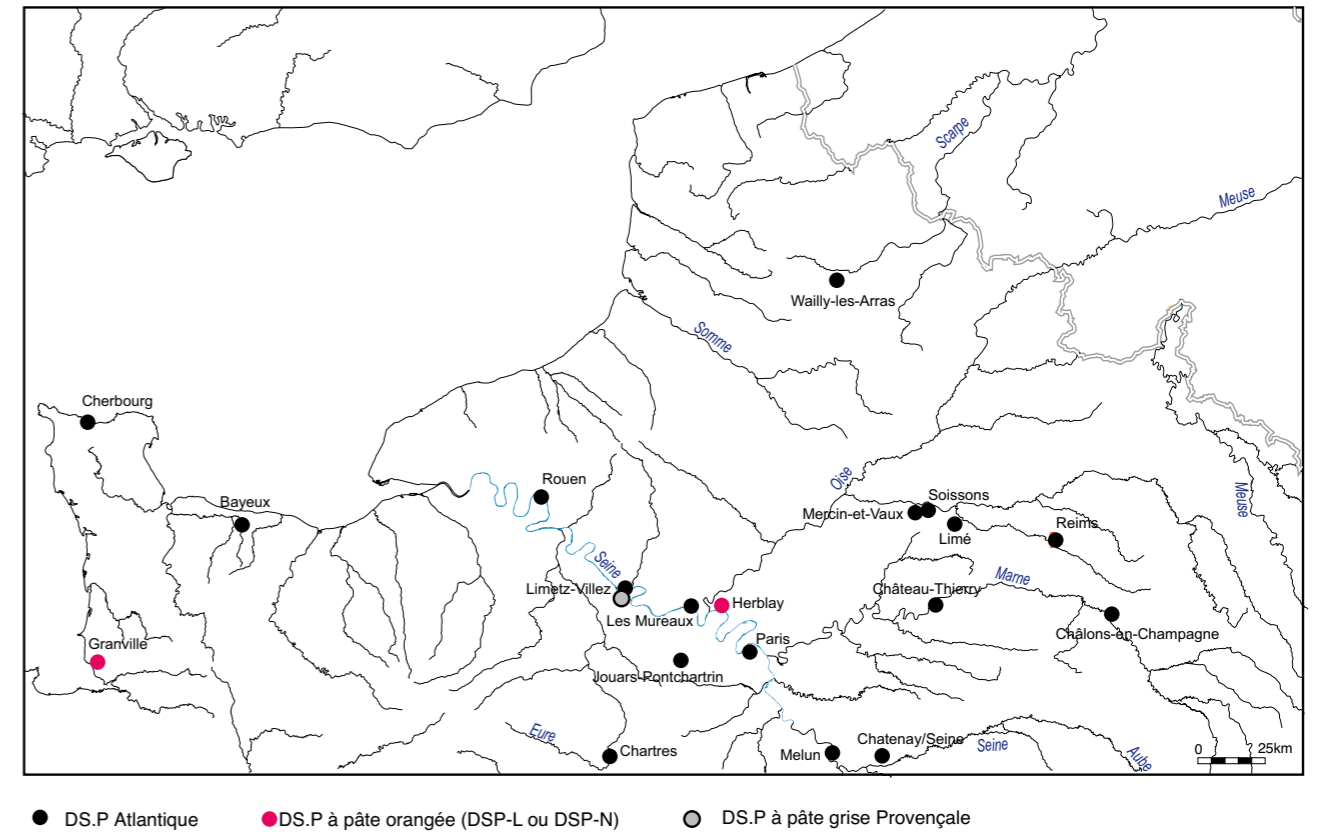 Scarpe
Meuse
Wailly-les-Arras
Somme
Cherbourg
Oise
Rouen
Soissons
Meuse
Bayeux
Mercin-et-Vaux
Limé
Reims
Seine
Marne
Limetz-Villez
Château-Thierry
Herblay
Les Mureaux
Châlons-en-Champagne
Granville
Paris
Jouars-Pontchartrin
Eure
Chartres
Melun
Chatenay/Seine
Seine
Aube
0 25km
DS.P Atlantique
DS.P à pâte orangée (DSP-L ou DSP-N)
DS.P à pâte grise Provençale